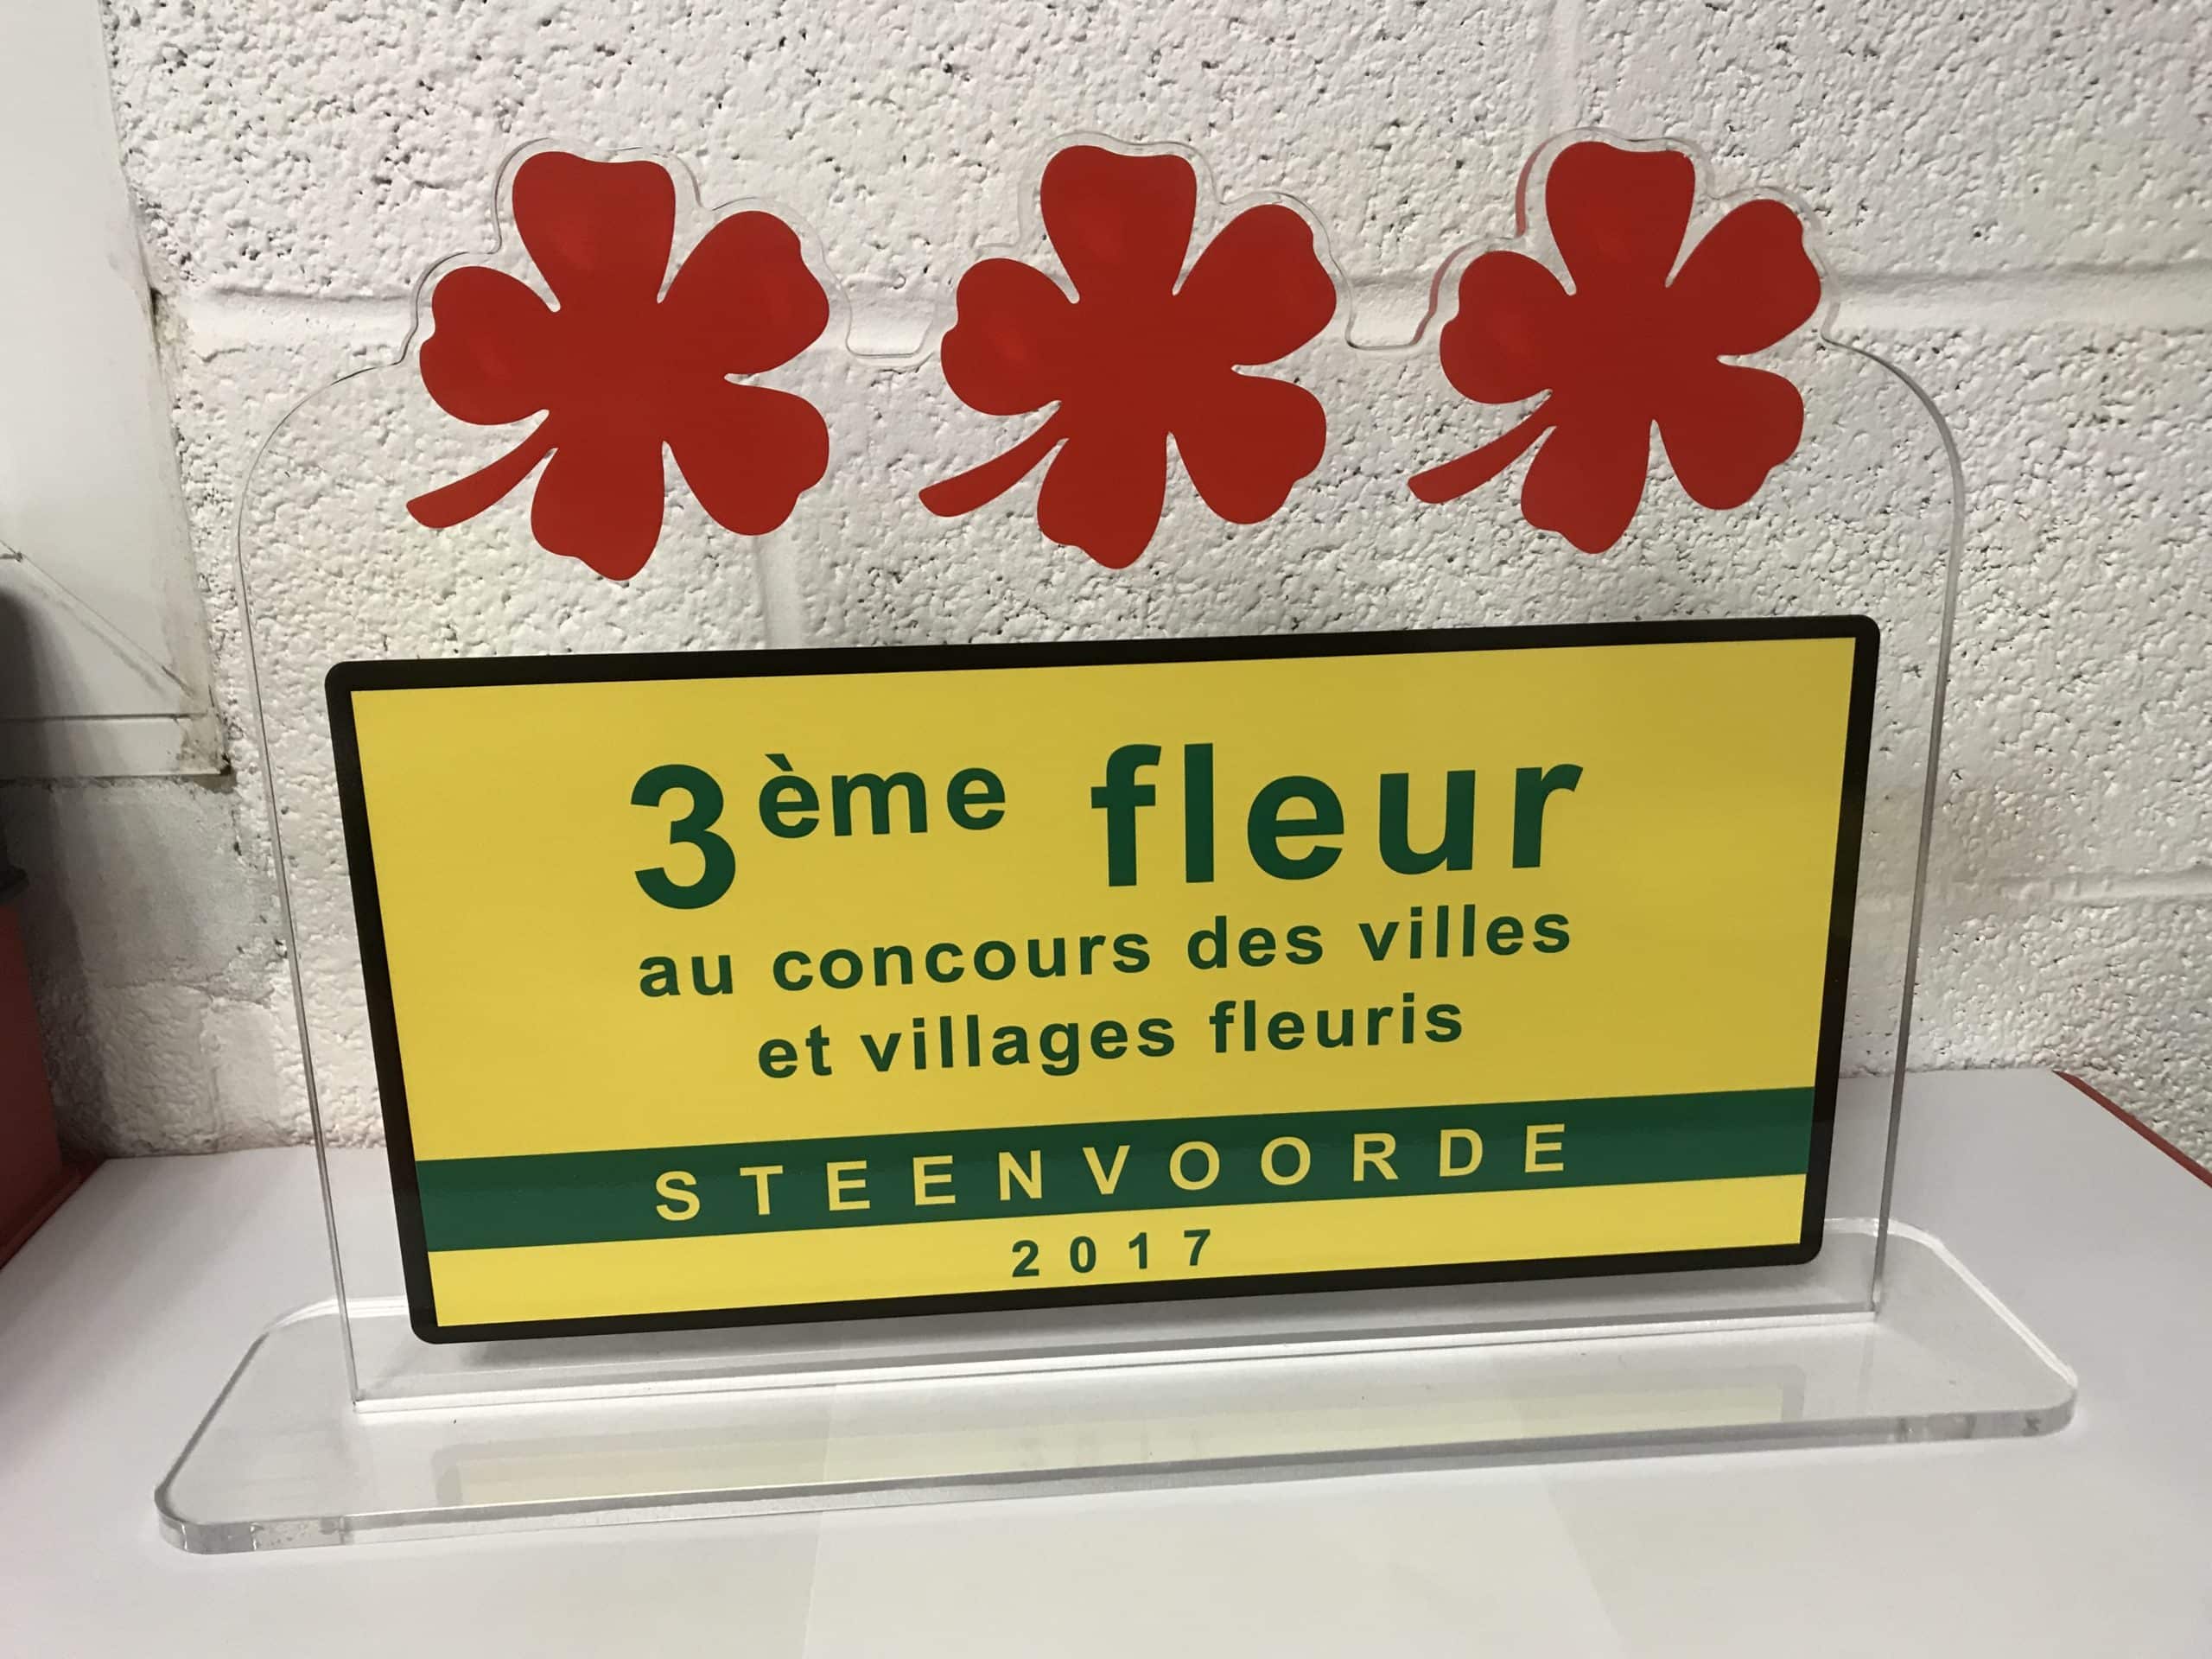 3ème fleur
au concours des villes
et villages fleuris
STEENVOORDE
2017